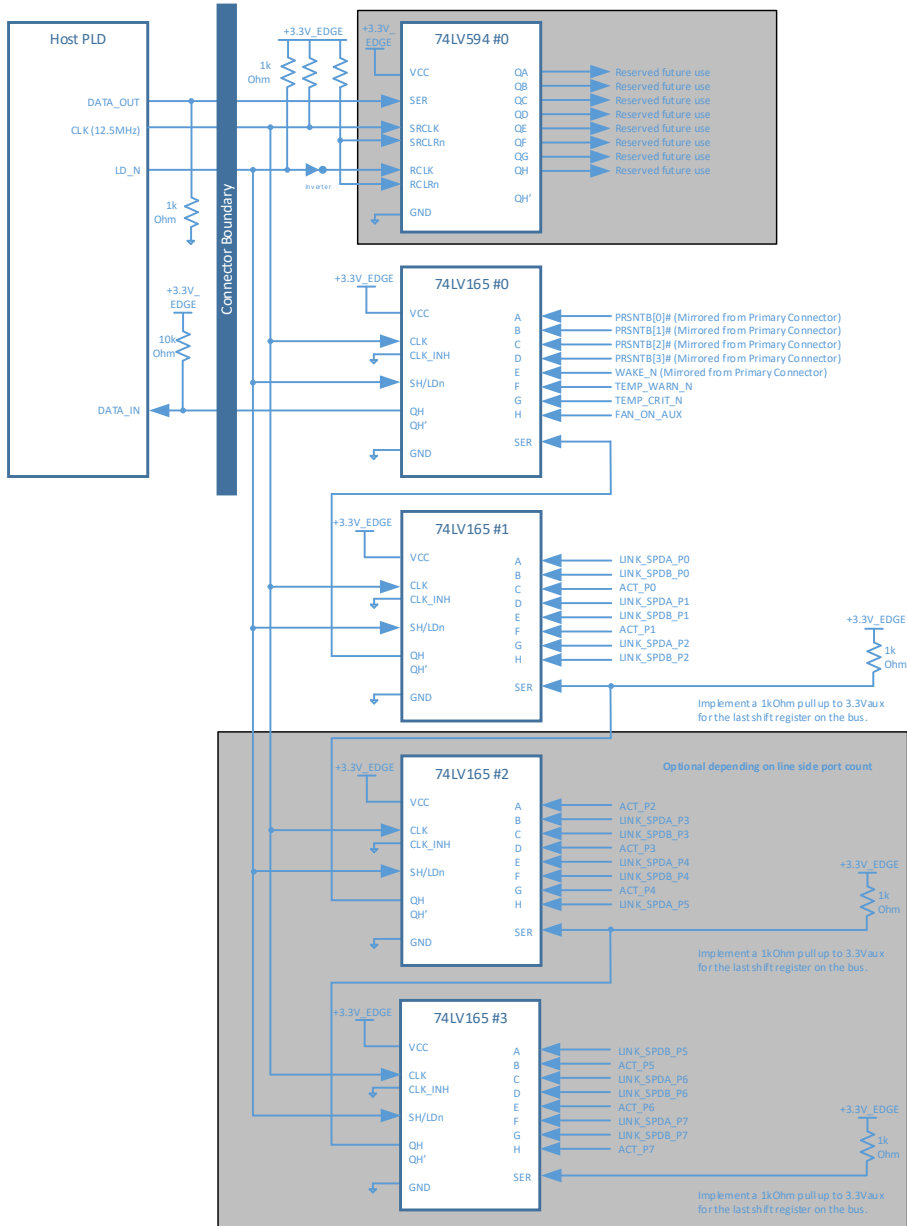 Host PLD
DATA_OUT
CLK (12.5MHz)
LD_N
1k
Ohm
+3.3V_
EDGE
10k
Ohm
DATA_IN
Connector Boundary
+3.3V_EDGE
1k
Ohm
Inverter
+3.3V_
EDGE
74LV594 #0
VCC
SER
SRCLK
SRCLRn
RCLK
RCLRn
GND
QA
QB
QC
QD
QE
QF
QG
QH
QH'
Reserved future use
Reserved future use
Reserved future use
Reserved future use
Reserved future use
Reserved future use
Reserved future use
Reserved future use
+3.3V_EDGE
74LV165 #0
VCC
CLK
CLK_INH
SH/LDn
QH
QH'
GND
A
B
C
D
E
F
G
H
SER
PRSNTB[0]# (Mirrored from Primary Connector)
PRSNTB[1]# (Mirrored from Primary Connector)
PRSNTB[2]# (Mirrored from Primary Connector)
PRSNTB[3]# (Mirrored from Primary Connector)
WAKE_N (Mirrored from Primary Connector)
TEMP_WARN_N
TEMP_CRIT_N
FAN_ON_AUX
+3.3V_EDGE
74LV165 #1
VCC
CLK
CLK_INH
SH/LDn
QH
QH'
GND
A
B
C
D
E
F
G
H
SER
LINK_SPDA_P0
LINK_SPDB_P0
ACT_P0
LINK_SPDA_P1
LINK_SPDB_P1
ACT_P1
LINK_SPDA_P2
LINK_SPDB_P2
+3.3V_EDGE
1k
Ohm
Implement a 1kOhm pull up to 3.3Vaux
for the last shift register on the bus.
Optional depending on line side port count
+3.3V_EDGE
74LV165 #2
VCC
CLK
CLK_INH
SH/LDn
QH
QH'
GND
A
B
C
D
E
F
G
H
SER
ACT_P2
LINK_SPDA_P3
LINK_SPDB_P3
ACT_P3
LINK_SPDA_P4
LINK_SPDB_P4
ACT_P4
LINK_SPDA_P5
+3.3V_EDGE
1k
Ohm
Implement a 1kOhm pull up to 3.3Vaux
for the last shift register on the bus.
+3.3V_EDGE
74LV165 #3
VCC
CLK
CLK_INH
SH/LDn
QH
QH'
GND
A
B
C
D
E
F
G
H
SER
LINK_SPDB_P5
ACT_P5
LINK_SPDA_P6
LINK_SPDB_P6
ACT_P6
LINK_SPDA_P7
LINK_SPDB_P7
ACT_P7
+3.3V_EDGE
1k
Ohm
Implement a 1kOhm pull up to 3.3Vaux
for the last shift register on the bus.